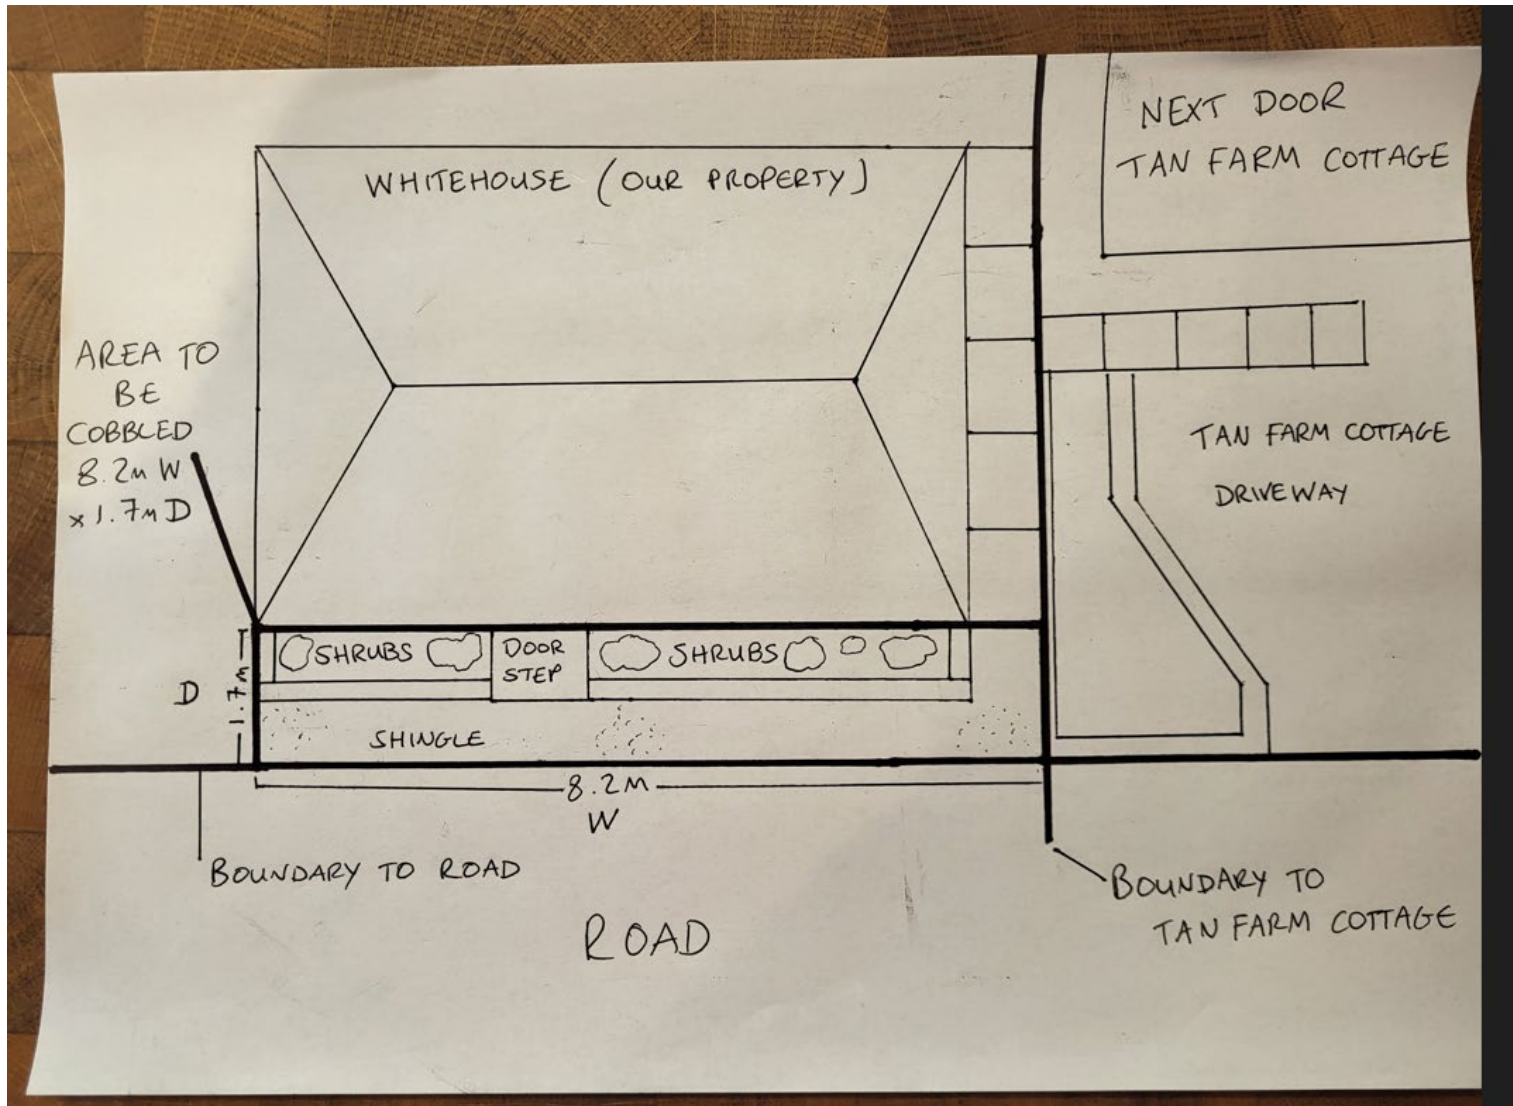 NEXT DOOR
TAN FARM COTTAGE
WHITEHOUSE (OUR PROPERTY)
AREA TO
BE
COBBLED
8.2m W
x 1.7m D
TAN FARM COTTAGE
DRIVEWAY
SHRUBS
DOOR
STEP
SHRUBS
D
1.7m
SHINGLE
8.2M
W
BOUNDARY TO ROAD
BOUNDARY TO
TAN FARM COTTAGE
ROAD